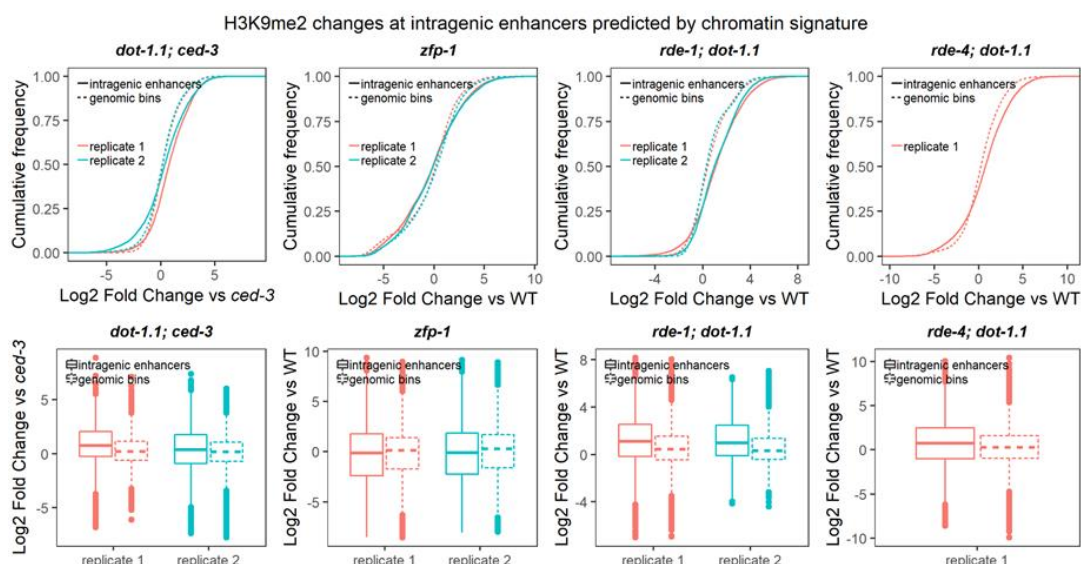 H3K9me2 changes at intragenic enhancers predicted by chromatin signature
dot-1.1; ced-3
zfp-1
rde-1; dot-1.1
rde-4; dot-1.1
Cumulative frequency
1.00
0.75
0.50
0.25
0.00
intragenic enhancers
genomic bins
replicate 1
replicate 2
-5
0
5
Log2 Fold Change vs ced-3
Cumulative frequency
1.00
0.75
0.50
0.25
0.00
intragenic enhancers
genomic bins
replicate 1
replicate 2
-5
0
5
10
Log2 Fold Change vs WT
Cumulative frequency
1.00
0.75
0.50
0.25
0.00
intragenic enhancers
genomic bins
replicate 1
replicate 2
-4
0
4
8
Log2 Fold Change vs WT
Cumulative frequency
1.00
0.75
0.50
0.25
0.00
intragenic enhancers
genomic bins
replicate 1
-10
-5
0
5
10
Log2 Fold Change vs WT
dot-1.1; ced-3
zfp-1
rde-1; dot-1.1
rde-4; dot-1.1
Log2 Fold Change vs ced-3
5
0
-5
intragenic enhancers
genomic bins
replicate 1
replicate 2
Log2 Fold Change vs WT
10
5
0
-5
intragenic enhancers
genomic bins
replicate 1
replicate 2
Log2 Fold Change vs WT
8
4
0
-4
intragenic enhancers
genomic bins
replicate 1
replicate 2
Log2 Fold Change vs WT
10
5
0
-5
-10
intragenic enhancers
genomic bins
replicate 1